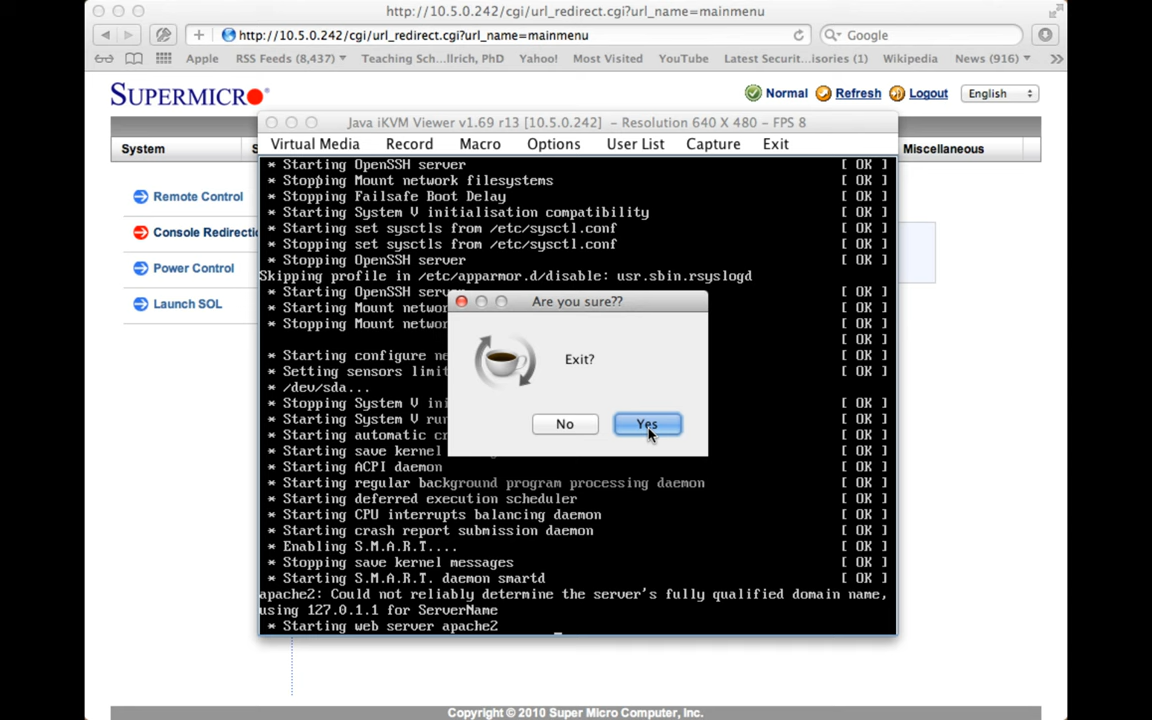 http://10.5.0.242/cgi/url_redirect.cgi?url_name=mainmenu
http://10.5.0.242/cgi/url_redirect.cgi?url_name=mainmenu
Google
Apple RSS Feeds (8,437) Teaching Sch...llrich, PhD Yahoo! Most Visited YouTube Latest Securit...isories (1) Wikipedia News (916)
SUPERMICR
Normal Refresh Logout English
Java iKVM Viewer v1.69 r13 [10.5.0.242] – Resolution 640 X 480 – FPS 8
System S Miscellaneous
Virtual Media Record Macro Options User List Capture Exit
Remote Control
Console Redirectio
Power Control
Launch SOL
* Starting OpenSSH server [ OK ]
* Stopping Mount network filesystems [ OK ]
* Stopping Failsafe Boot Delay [ OK ]
* Starting System V initialisation compatibility [ OK ]
* Starting set sysctls from /etc/sysctl.conf [ OK ]
* Stopping set sysctls from /etc/sysctl.conf [ OK ]
* Stopping OpenSSH server [ OK ]
Skipping profile in /etc/apparmor.d/disable: usr.sbin.rsyslogd
* Starting OpenSSH serv [ OK ]
* Starting Mount networ [ OK ]
* Stopping Mount networ [ OK ]
[ OK ]
* Starting configure ne [ OK ]
* Setting sensors limit [ OK ]
* /dev/sda...
* Stopping System V ini [ OK ]
* Starting System V run [ OK ]
* Starting automatic cr [ OK ]
* Starting save kernel [ OK ]
* Starting ACPI daemon [ OK ]
* Starting regular background program processing daemon [ OK ]
* Starting deferred execution scheduler [ OK ]
* Starting CPU interrupts balancing daemon [ OK ]
* Starting crash report submission daemon [ OK ]
* Enabling S.M.A.R.T.... [ OK ]
* Stopping save kernel messages [ OK ]
* Starting S.M.A.R.T. daemon smartd [ OK ]
apache2: Could not reliably determine the server's fully qualified domain name,
using 127.0.1.1 for ServerName
* Starting web server apache2
Are you sure??
Exit?
No Yes
Copyright © 2010 Super Micro Computer, Inc.